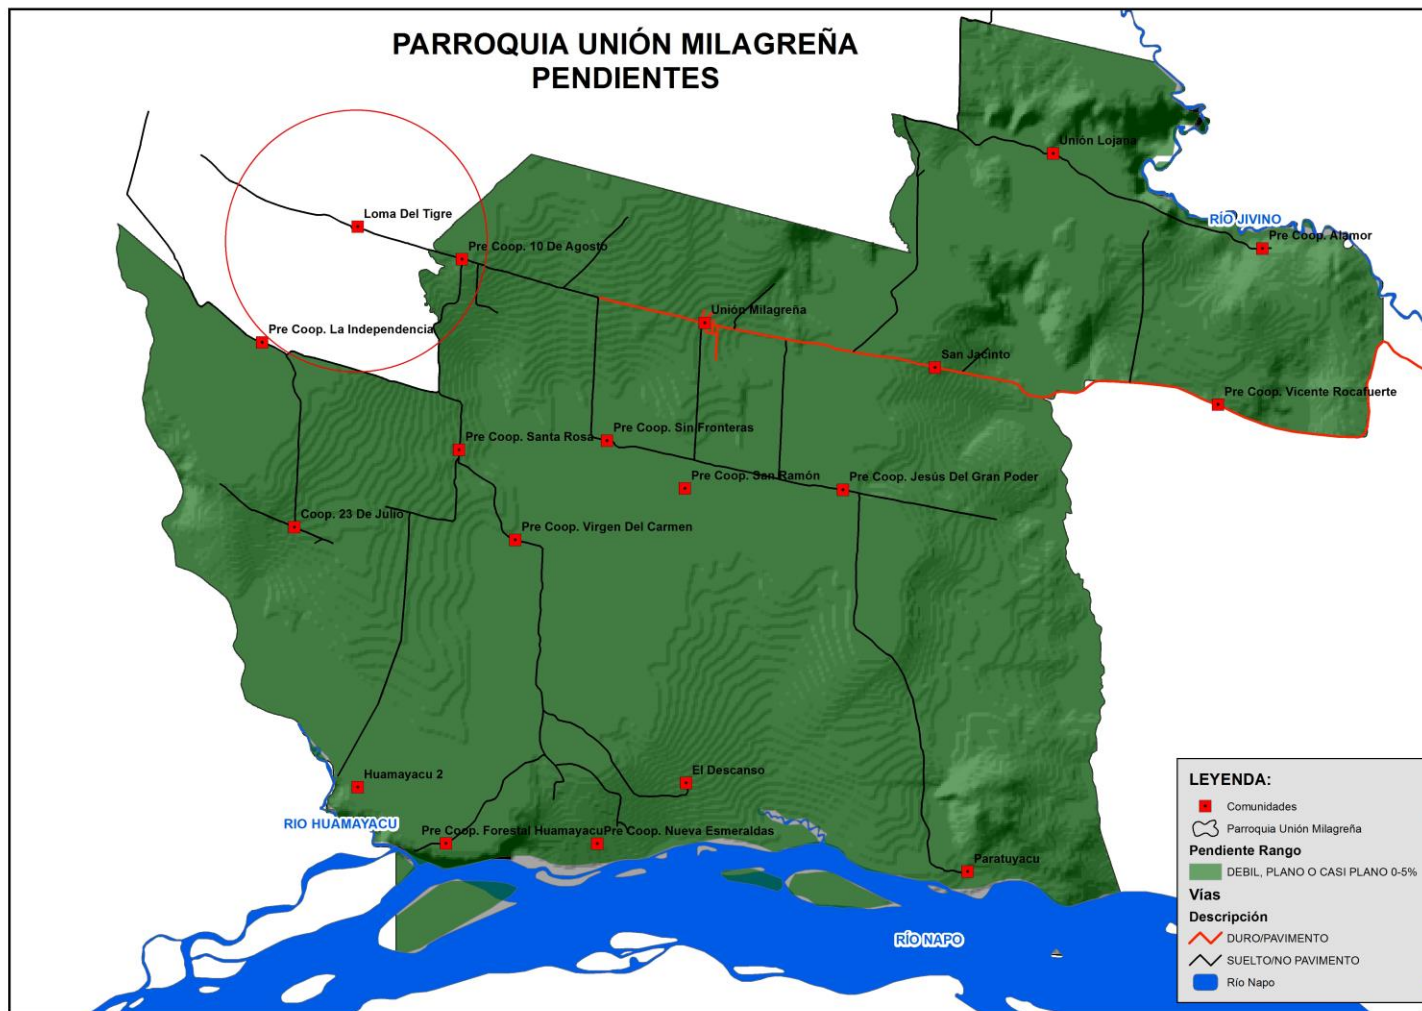 PARROQUIA UNIÓN MILAGREÑA
PENDIENTES
Unión Lojana
Loma Del Tigre
RÍO JIVINO
Pre Coop. 10 De Agosto
Pre Coop. Alamor
Unión Milagreña
Pre Coop. La Independencia
San Jacinto
Pre Coop. Vicente Rocafuerte
Pre Coop. Sin Fronteras
Pre Coop. Santa Rosa
Pre Coop. San Ramón
Pre Coop. Jesús Del Gran Poder
Coop. 23 De Julio
Pre Coop. Virgen Del Carmen
Huamayacu 2
El Descanso
RIO HUAMAYACU
Pre Coop. Forestal Huamayacu
Pre Coop. Nueva Esmeraldas
Paratuyacu
RÍO NAPO
LEYENDA:
Comunidades
Parroquia Unión Milagreña
Pendiente Rango
DEBIL, PLANO O CASI PLANO 0-5%
Vías
Descripción
DURO/PAVIMENTO
SUELTO/NO PAVIMENTO
Río Napo